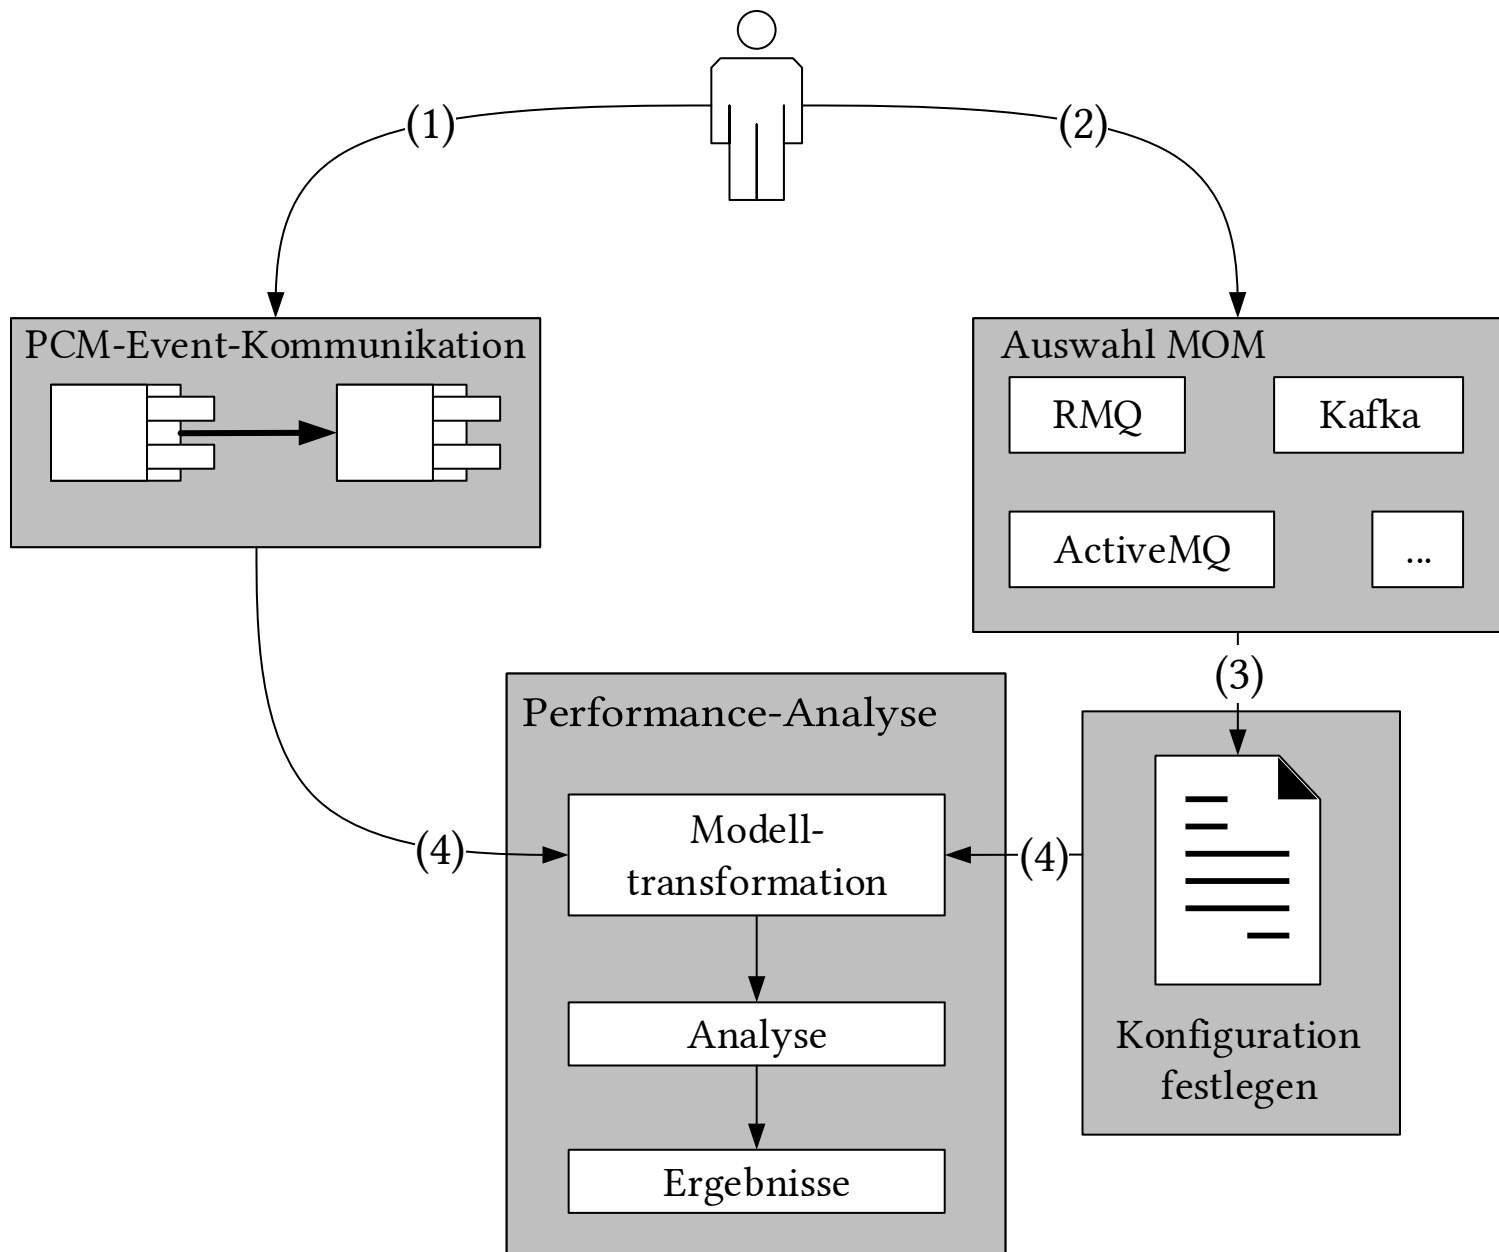 (1)
(2)
PCM-Event-Kommunikation
Auswahl MOM
RMQ
Kafka
ActiveMQ
...
(3)
Performance-Analyse
Modell-
transformation
(4)
(4)
Analyse
Konfiguration
festlegen
Ergebnisse